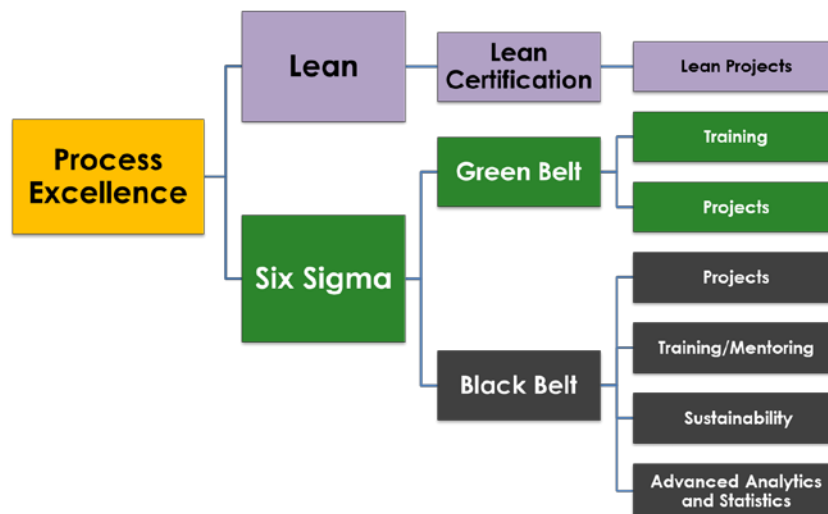 Process
Excellence
Lean
Lean
Certification
Lean Projects
Six Sigma
Green Belt
Training
Projects
Black Belt
Projects
Training/Mentoring
Sustainability
Advanced Analytics
and Statistics